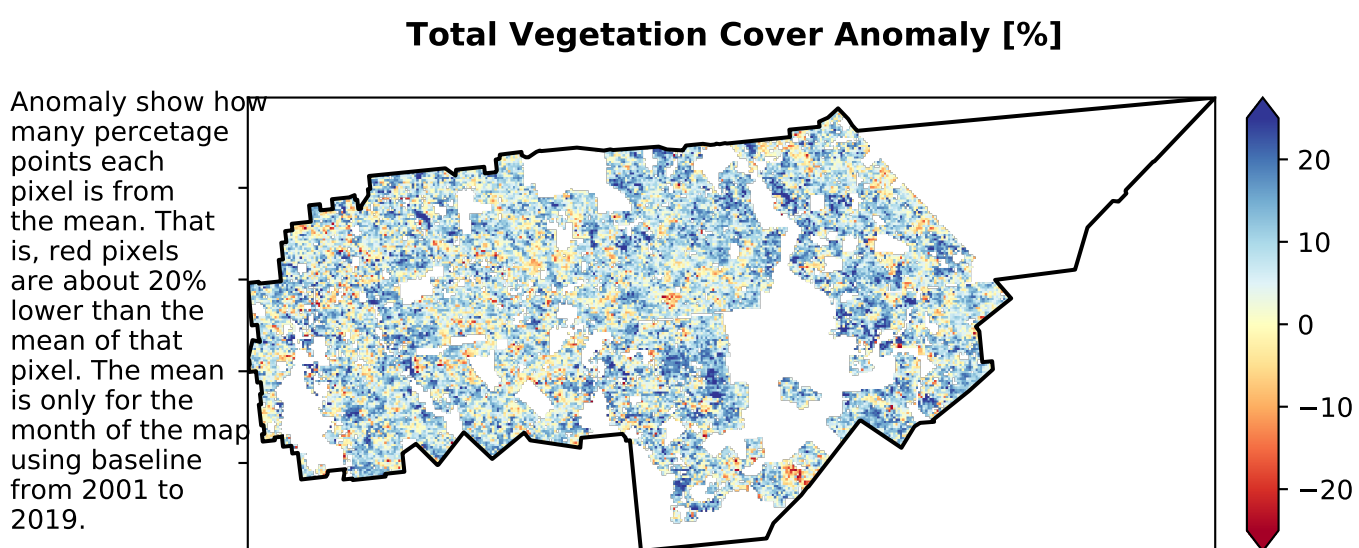 Total Vegetation Cover Anomaly [%]
Anomaly show how
many percetage
points each
pixel is from
the mean. That
is, red pixels
are about 20%
lower than the
mean of that
pixel. The mean
is only for the
month of the map
using baseline
from 2001 to
2019.
20
10
0
−10
−20